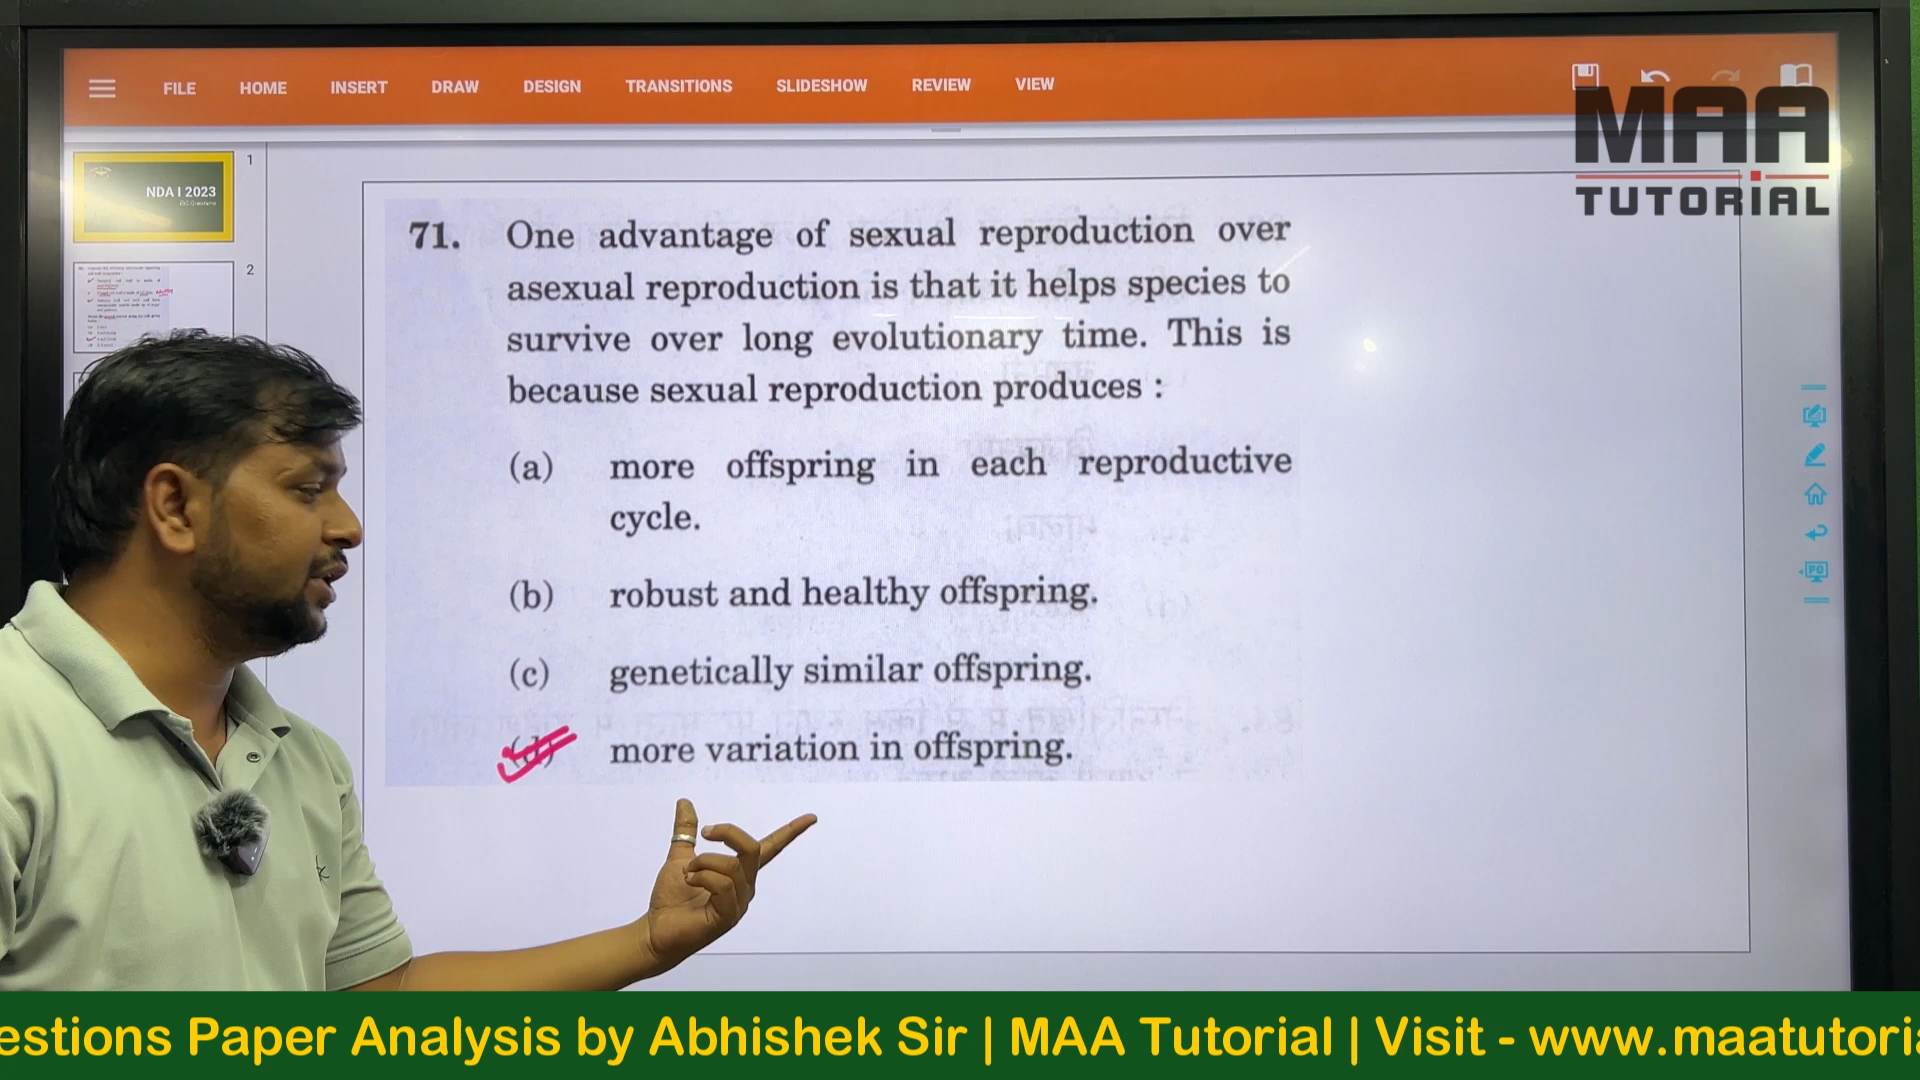 FILE HOME INSERT DRAW DESIGN TRANSITIONS SLIDESHOW REVIEW VIEW
MAA
TUTORIAL
1
NDA I 2023
2
71. One advantage of sexual reproduction over
asexual reproduction is that it helps species to
survive over long evolutionary time. This is
because sexual reproduction produces :
(a) more offspring in each reproductive
cycle.
(b) robust and healthy offspring.
(c) genetically similar offspring.
(d) more variation in offspring.
estions Paper Analysis by Abhishek Sir | MAA Tutorial | Visit - www.maatutoria